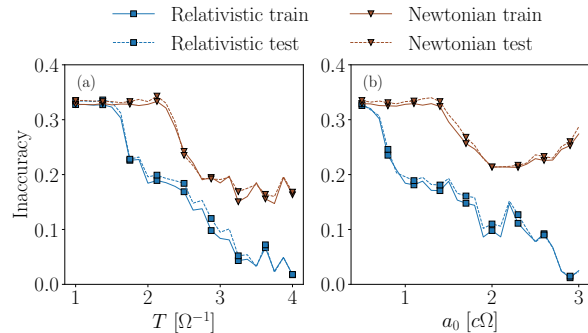 Relativistic train
Newtonian train
Relativistic test
Newtonian test
0.4
0.3
0.2
0.1
0.0
Inaccuracy
(a)
1 2 3 4
T [Ω⁻¹]
0.4
0.3
0.2
0.1
0.0
(b)
1 2 3
a₀ [cΩ]